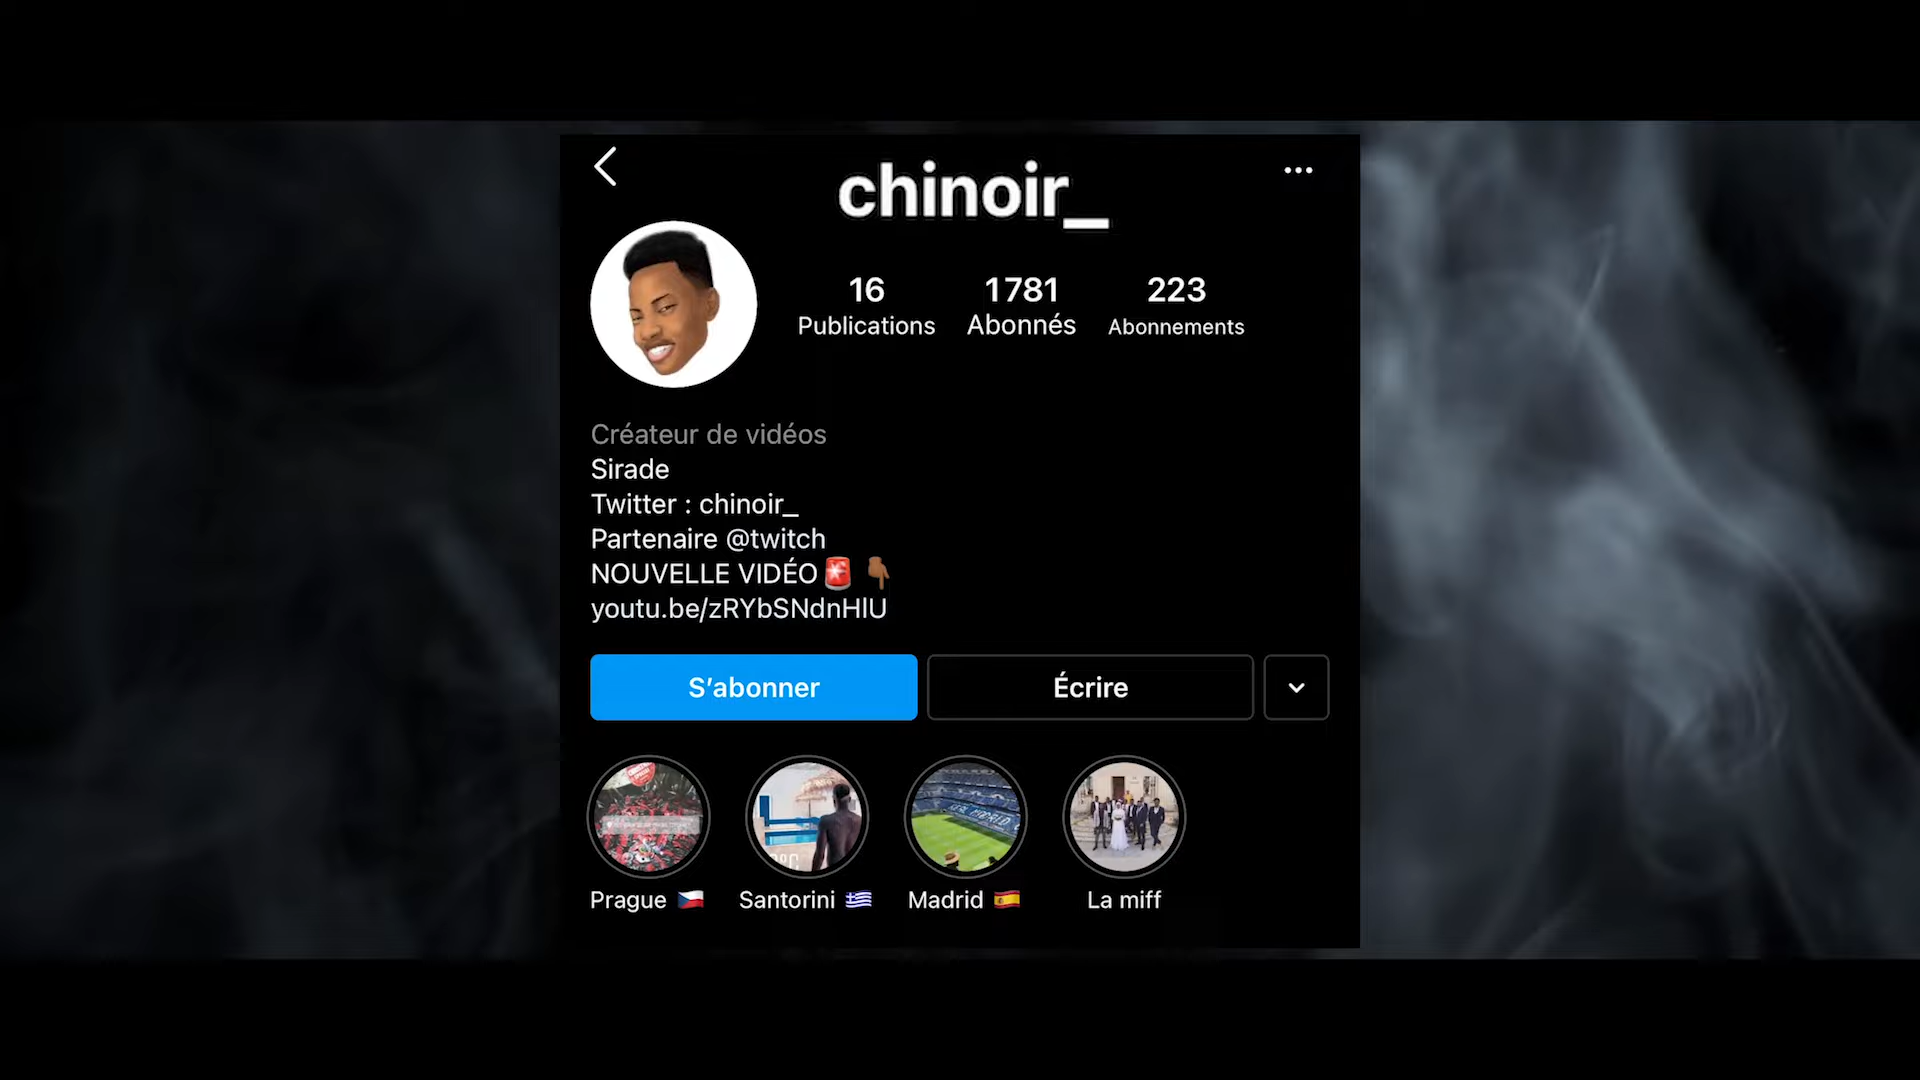 chinoir_
16
1781
223
Publications
Abonnés
Abonnements
Créateur de vidéos
Sirade
Twitter : chinoir_
Partenaire @twitch
NOUVELLE VIDÉO🚨 👇🏾
youtu.be/zRYbSNdnHlU
S’abonner
Écrire
Prague 🇨🇿
Santorini 🇬🇷
Madrid 🇪🇸
La miff